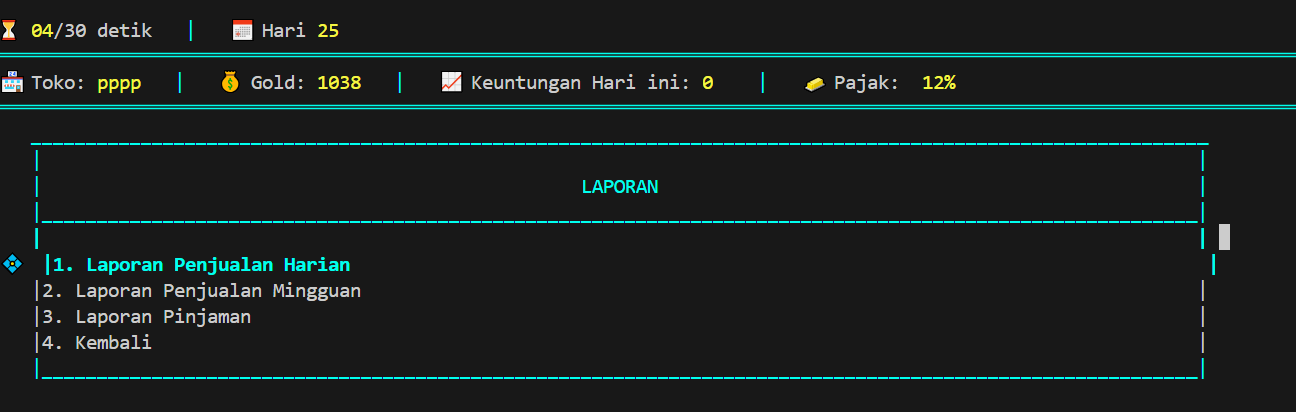 04/30 detik | Hari 25
Toko: pppp | Gold: 1038 | Keuntungan Hari ini: 0 | Pajak: 12%
LAPORAN
1. Laporan Penjualan Harian
2. Laporan Penjualan Mingguan
3. Laporan Pinjaman
4. Kembali